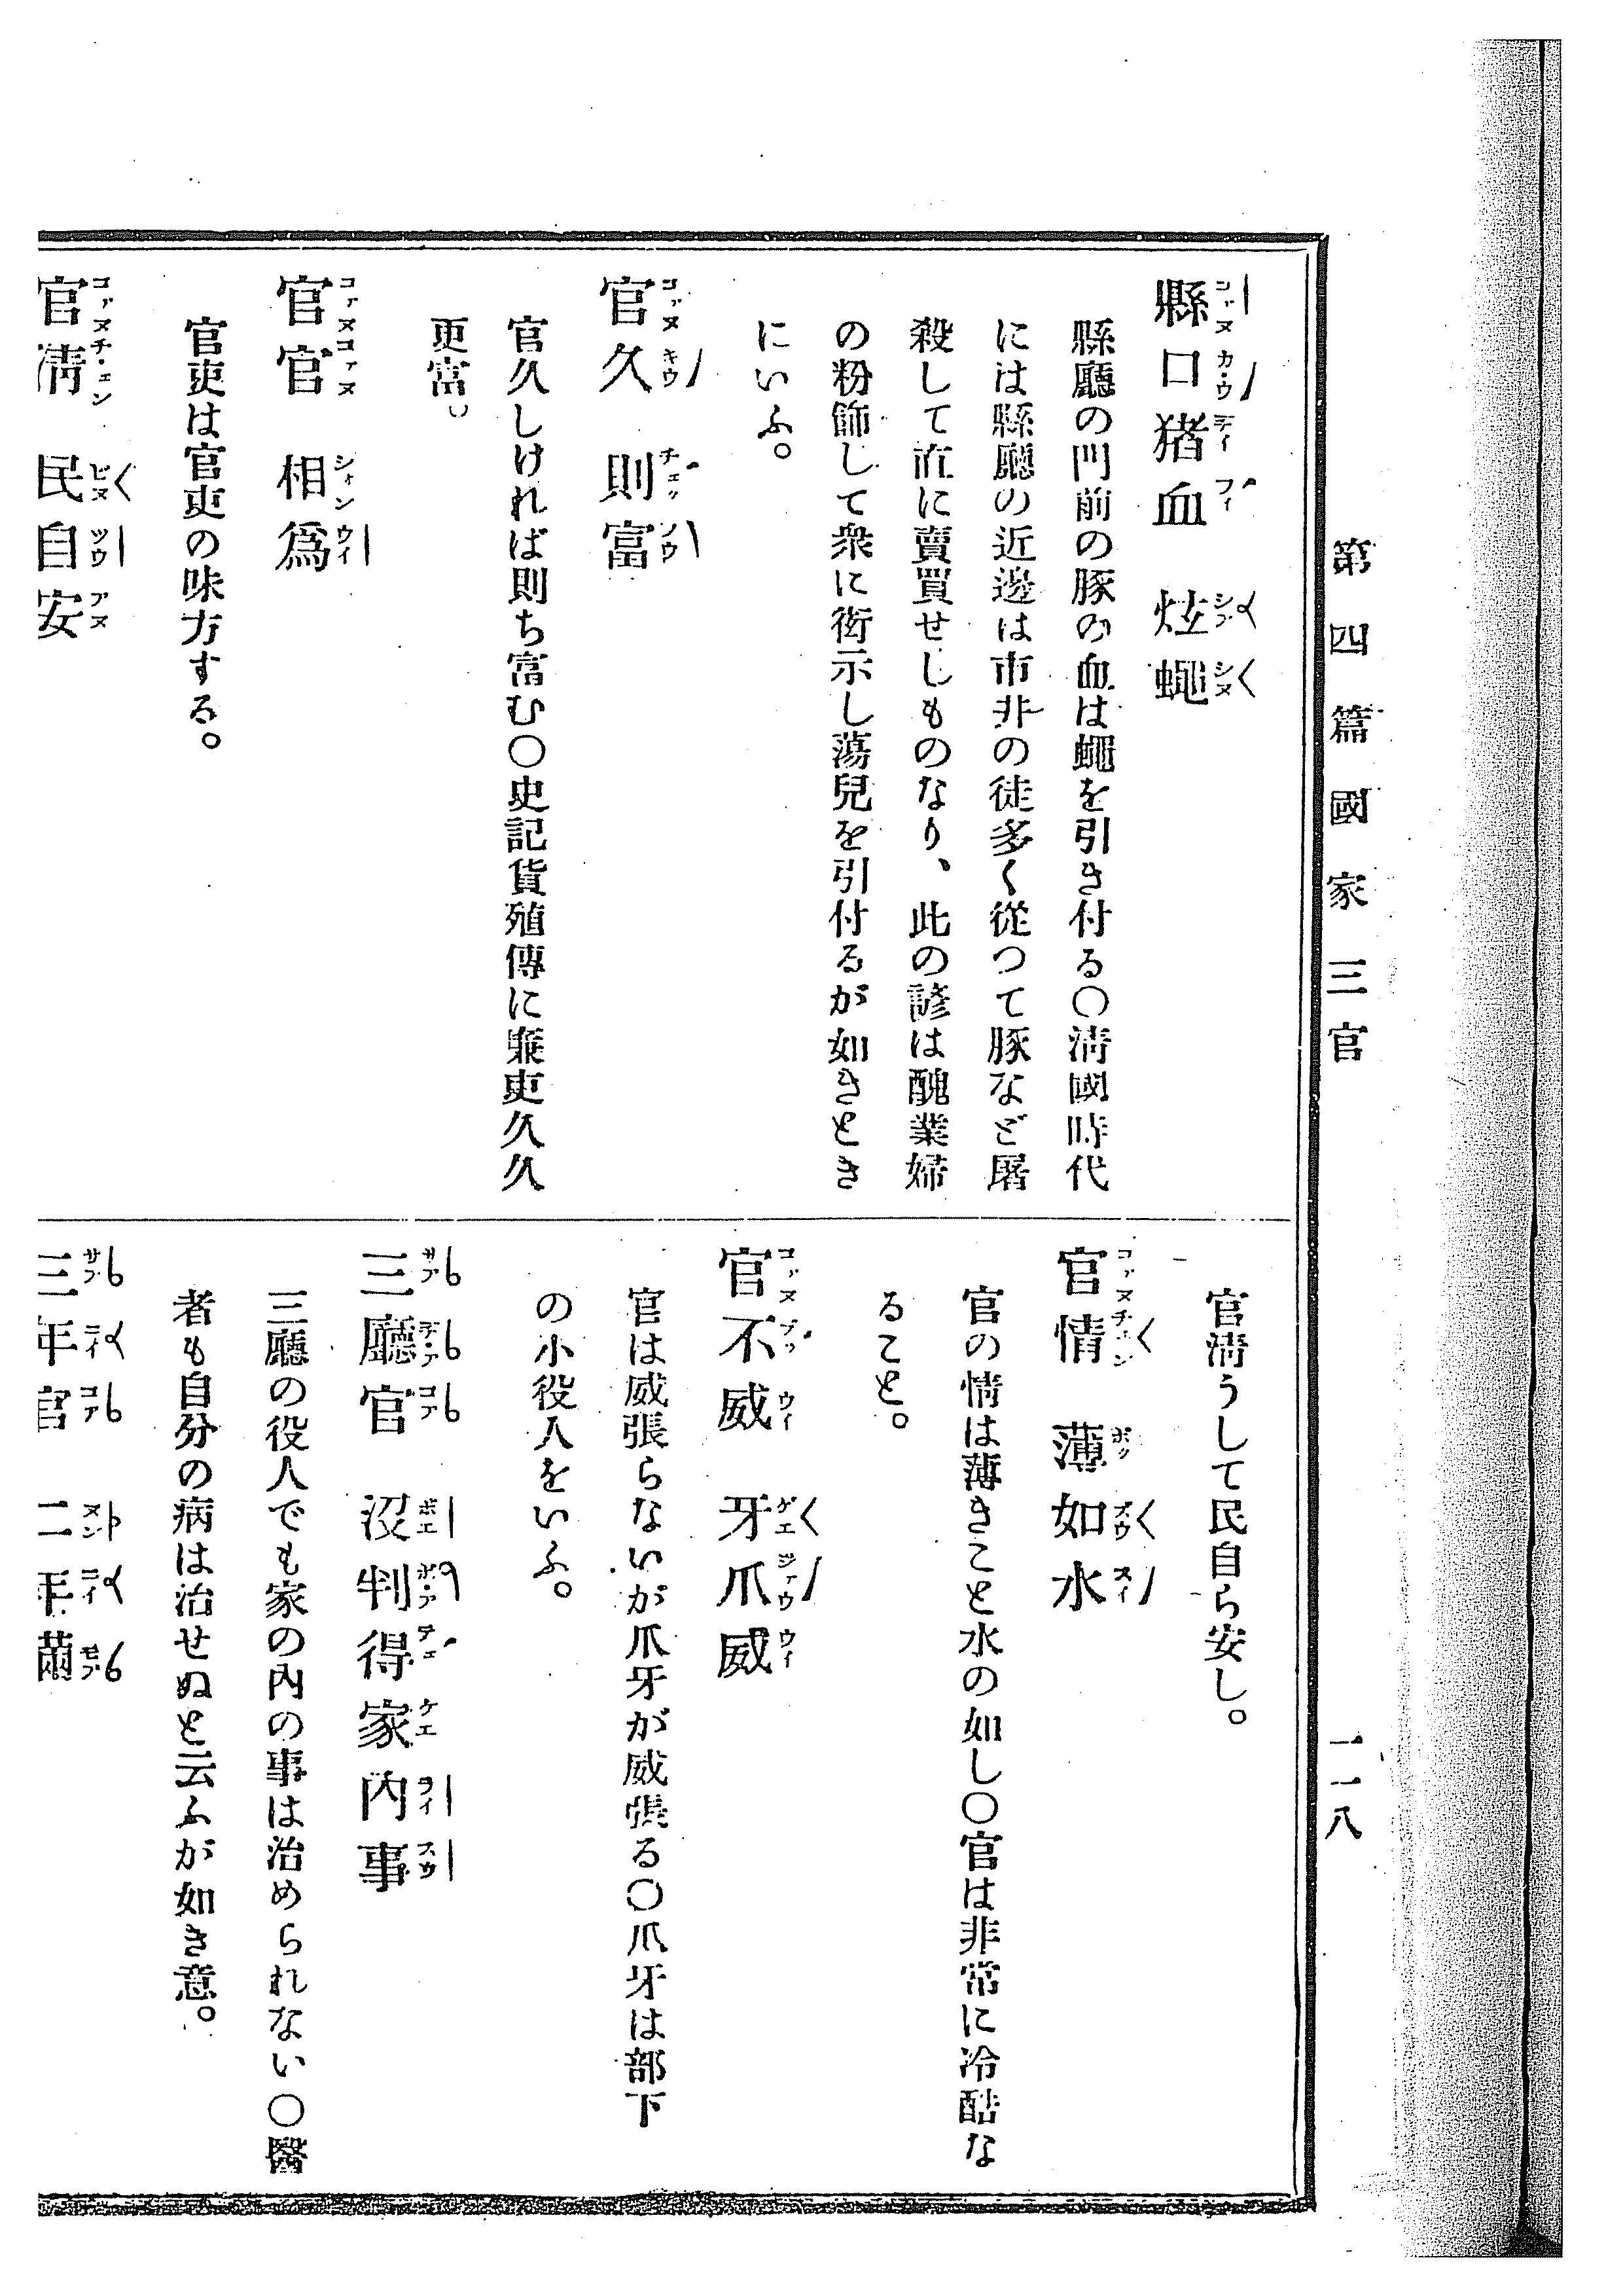 第四篇 國家 三官
一一八
縣口猪血 炫蠅
縣廳の門前の豚の血は蠅を引き付る〇淸國時代
には縣廳の近邊は市井の徒多く從つて豚など屠
殺して直に賣買せしものなり、此の諺は醜業婦
の粉飾して衆に衒示し蕩兒を引付るが如きとき
にいふ。
官久 則富
官久しければ則ち富む〇史記貨殖傳に廉吏久久
更富。
官官 相爲
官吏は官吏の味方する。
官淸 民自安
官淸うして民自ら安し。
官情 薄如水
官の情は薄きこと水の如し〇官は非常に冷酷な
ること。
官不威 牙爪威
官は威張らないが爪牙が威張る〇爪牙は部下
の小役人をいふ。
三廳官 沒判得家內事
三廳の役人でも家の內の事は治められない〇醫
者も自分の病は治せぬと云ふが如き意。
三年官 二年滿